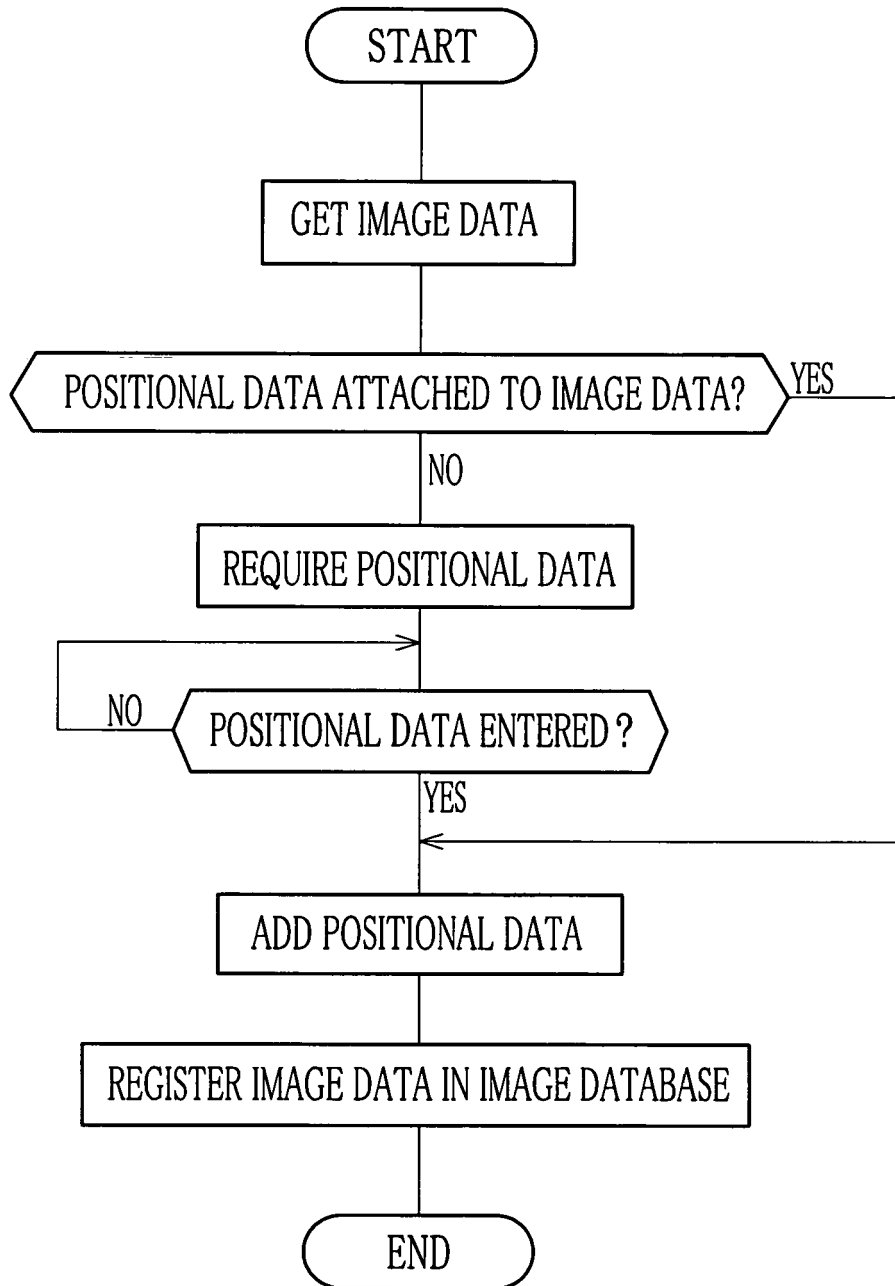 START
GET IMAGE DATA
POSITIONAL DATA ATTACHED TO IMAGE DATA?
YES
NO
REQUIRE POSITIONAL DATA
NO
POSITIONAL DATA ENTERED?
YES
ADD POSITIONAL DATA
REGISTER IMAGE DATA IN IMAGE DATABASE
END